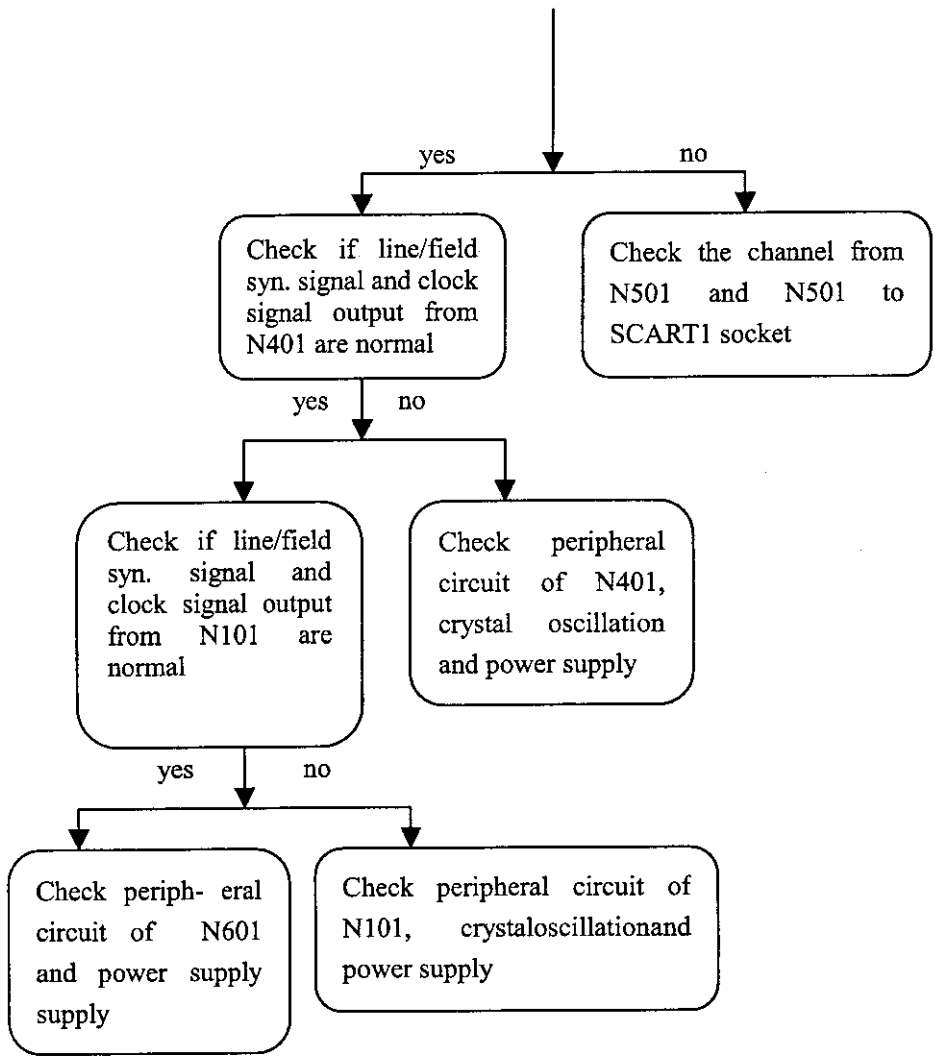 yes
no
Check if line/field
syn. signal and clock
signal output from
N401 are normal
Check the channel from
N501 and N501 to
SCART1 socket
yes
no
Check if line/field
syn. signal and
clock signal output
from N101 are
normal
Check peripheral
circuit of N401,
crystal oscillation
and power supply
yes
no
Check periph- eral
circuit of N601
and power supply
supply
Check peripheral circuit of
N101, crystaloscillationand
power supply